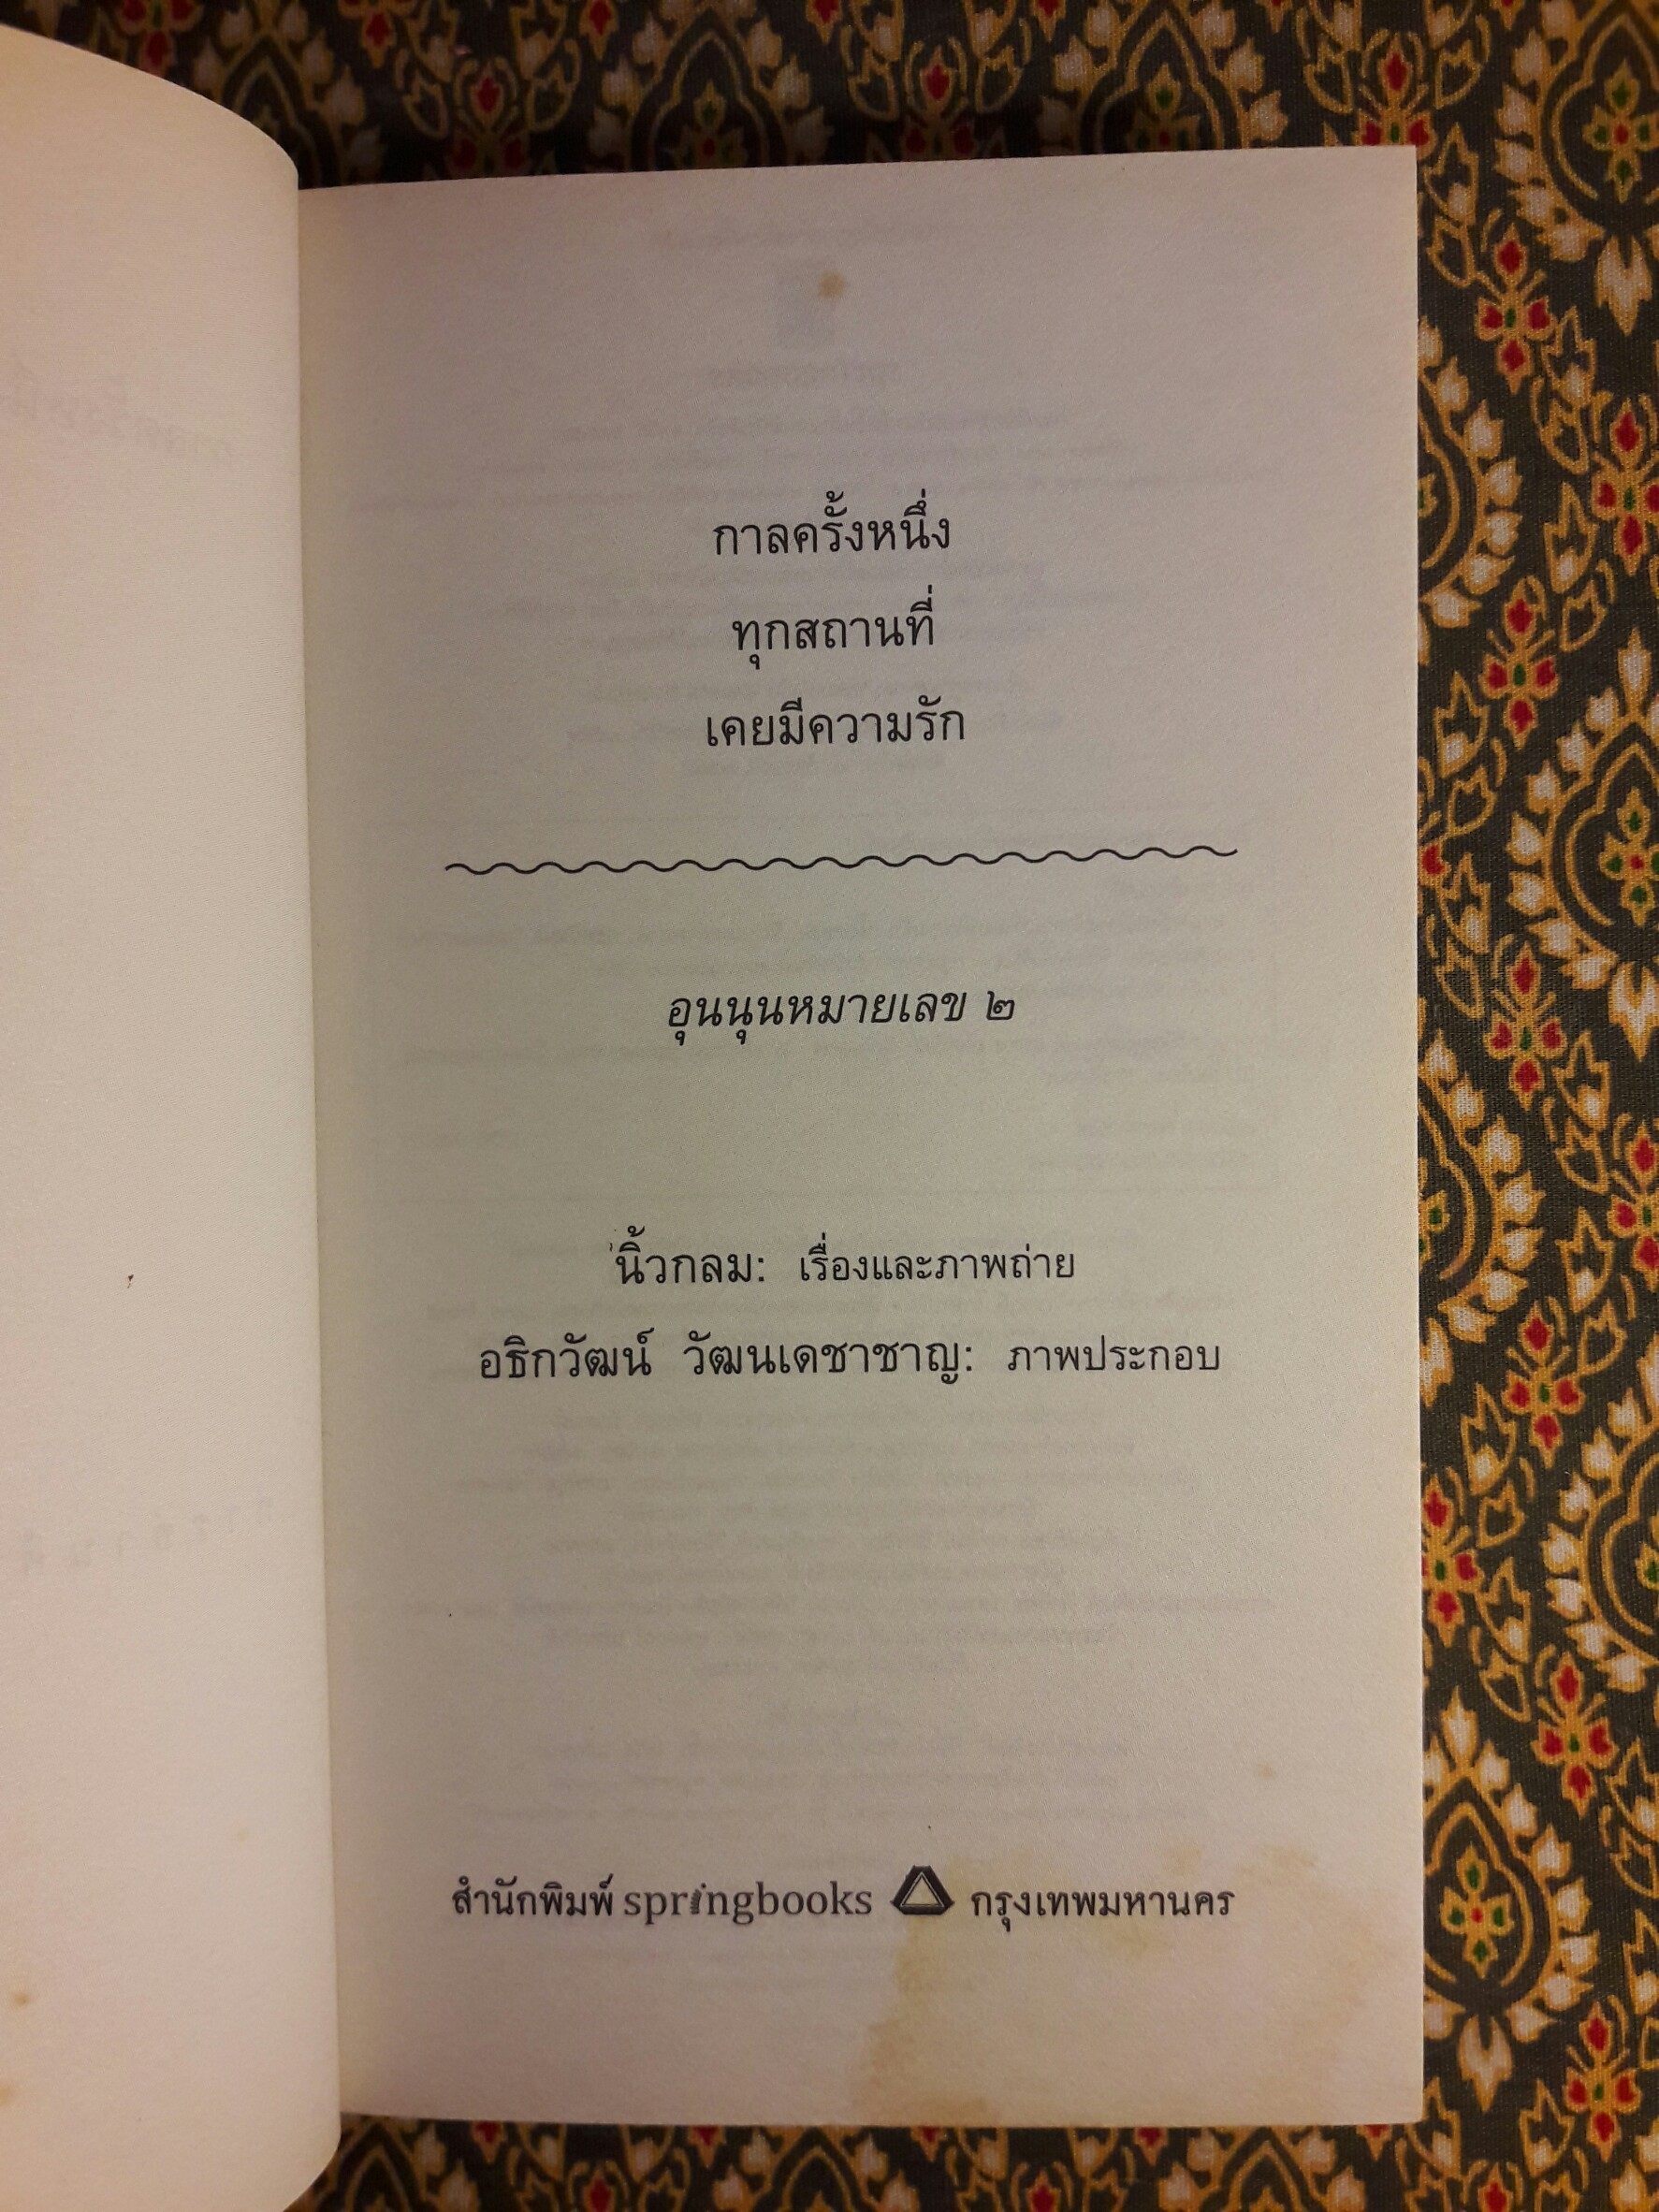 กาลครั้งหนึ่ง
ทุกสถานที่
เคยมีความรัก
อุนนุนหมายเลข ๒
'นิ้วกลม: เรื่องและภาพถ่าย
อธิกวัฒน์ วัฒนเดชาชาญ: ภาพประกอบ
สำนักพิมพ์ springbooks กรุงเทพมหานคร